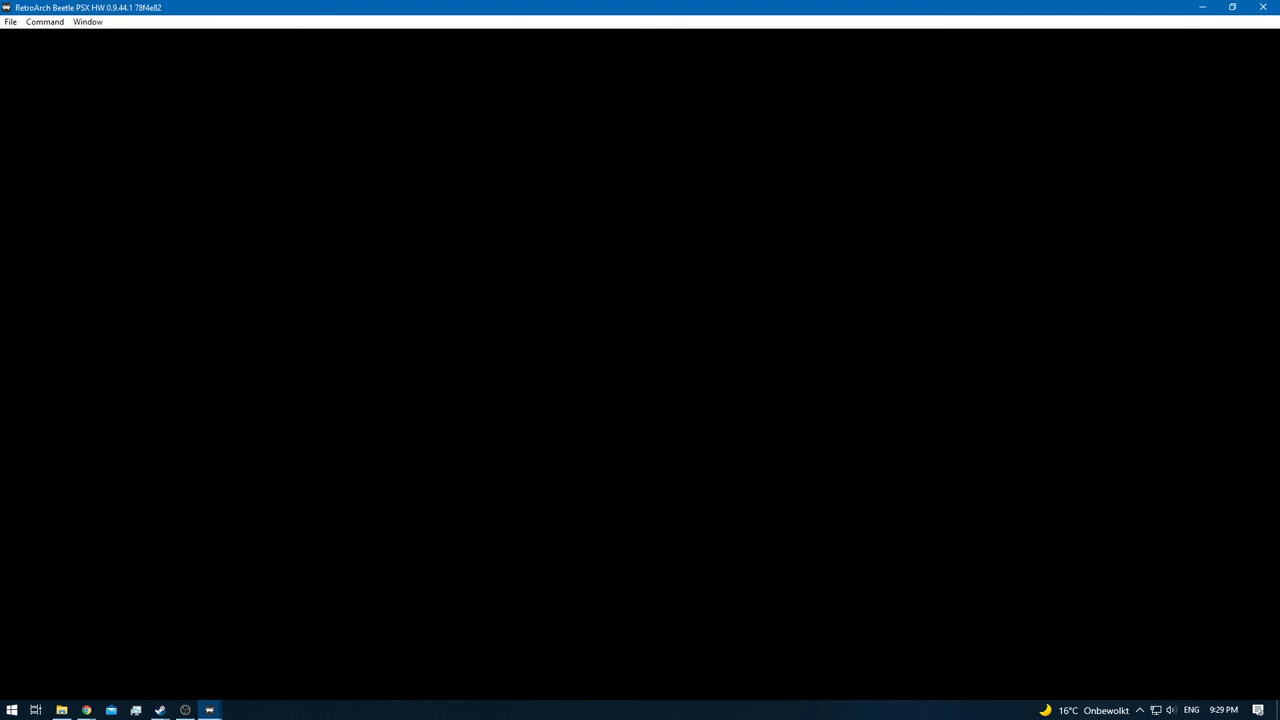 RetroArch Beetle PSX HW 0.9.44.1 78f4e82
File Command Window
16°C Onbewolkt ENG 9:29 PM